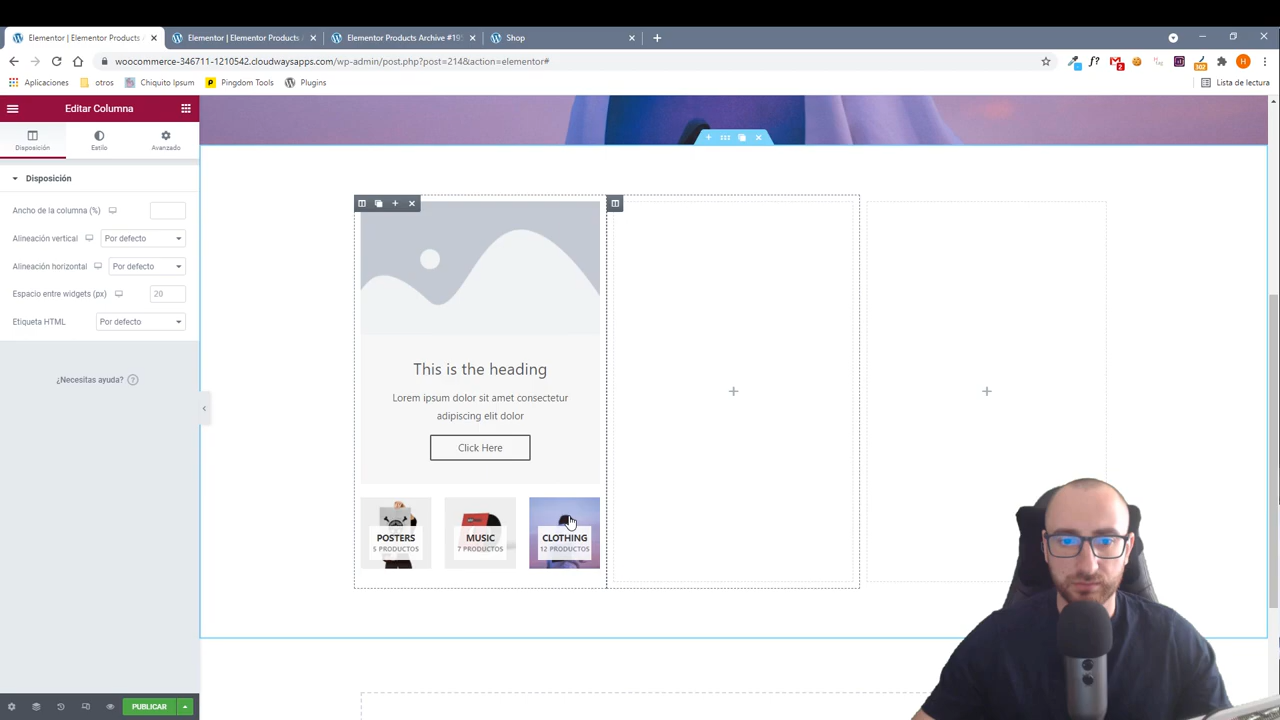 Elementor | Elementor Products A
Elementor | Elementor Products A
Elementor Products Archive #19
Shop
woocommerce-346711-1210542.cloudwaysapps.com/wp-admin/post.php?post=214&action=elementor#
Aplicaciones
otros
Chiquito Ipsum
Pingdom Tools
Plugins
Lista de lectura
Editar Columna
Disposición
Estilo
Avanzado
Disposición
Ancho de la columna (%)
Alineación vertical
Por defecto
Alineación horizontal
Por defecto
Espacio entre widgets (px)
20
Etiqueta HTML
Por defecto
¿Necesitas ayuda?
PUBLICAR
This is the heading
Lorem ipsum dolor sit amet consectetur
adipiscing elit dolor
Click Here
POSTERS
5 PRODUCTOS
MUSIC
7 PRODUCTOS
CLOTHING
12 PRODUCTOS